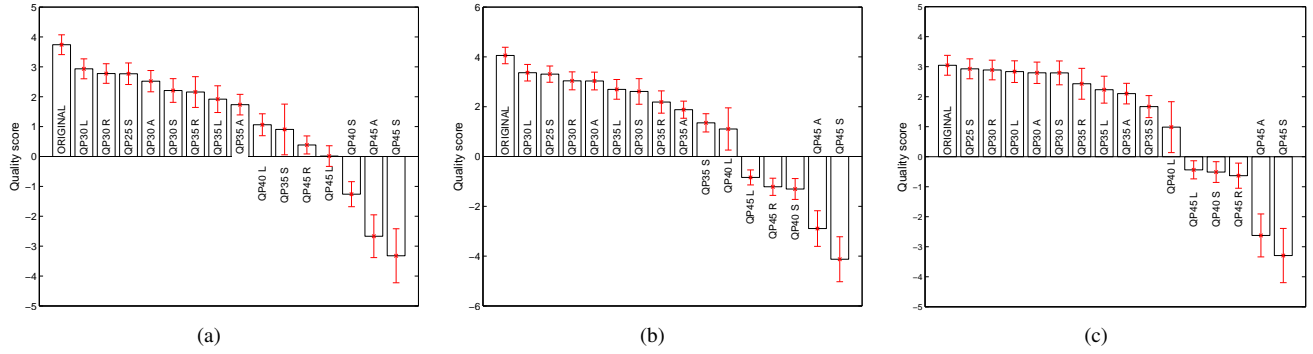 5
4
3
2
1
0
−1
−2
−3
−4
−5
Quality score
ORIGINAL
QP30 L
QP30 R
QP25 S
QP30 A
QP30 S
QP35 R
QP35 L
QP35 A
QP40 L
QP35 S
QP45 R
QP45 L
QP40 S
QP45 A
QP45 S
(a)
6
4
2
0
−2
−4
−6
Quality score
ORIGINAL
QP30 L
QP25 S
QP30 R
QP30 A
QP35 L
QP30 S
QP35 R
QP35 A
QP35 S
QP40 L
QP45 L
QP45 R
QP40 S
QP45 A
QP45 S
(b)
5
4
3
2
1
0
−1
−2
−3
−4
−5
Quality score
ORIGINAL
QP25 S
QP30 R
QP30 L
QP30 A
QP30 S
QP35 R
QP35 L
QP35 A
QP35 S
QP40 L
QP45 L
QP40 S
QP45 R
QP45 A
QP45 S
(c)